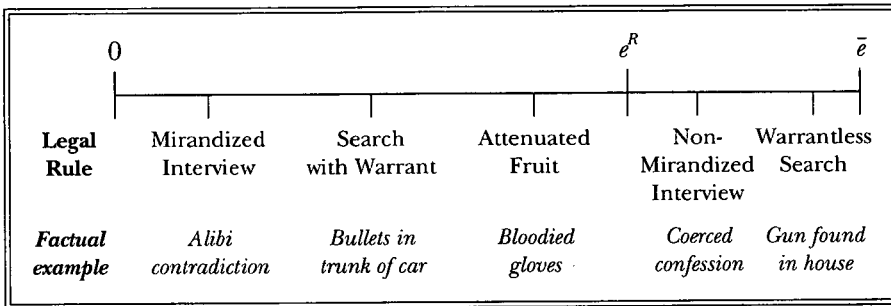 0 e^R ē
Legal Mirandized Search Attenuated Non- Warrantless
Rule Interview with Warrant Fruit Mirandized Search
Interview
Factual Alibi Bullets in Bloodied Coerced Gun found
example contradiction trunk of car gloves confession in house